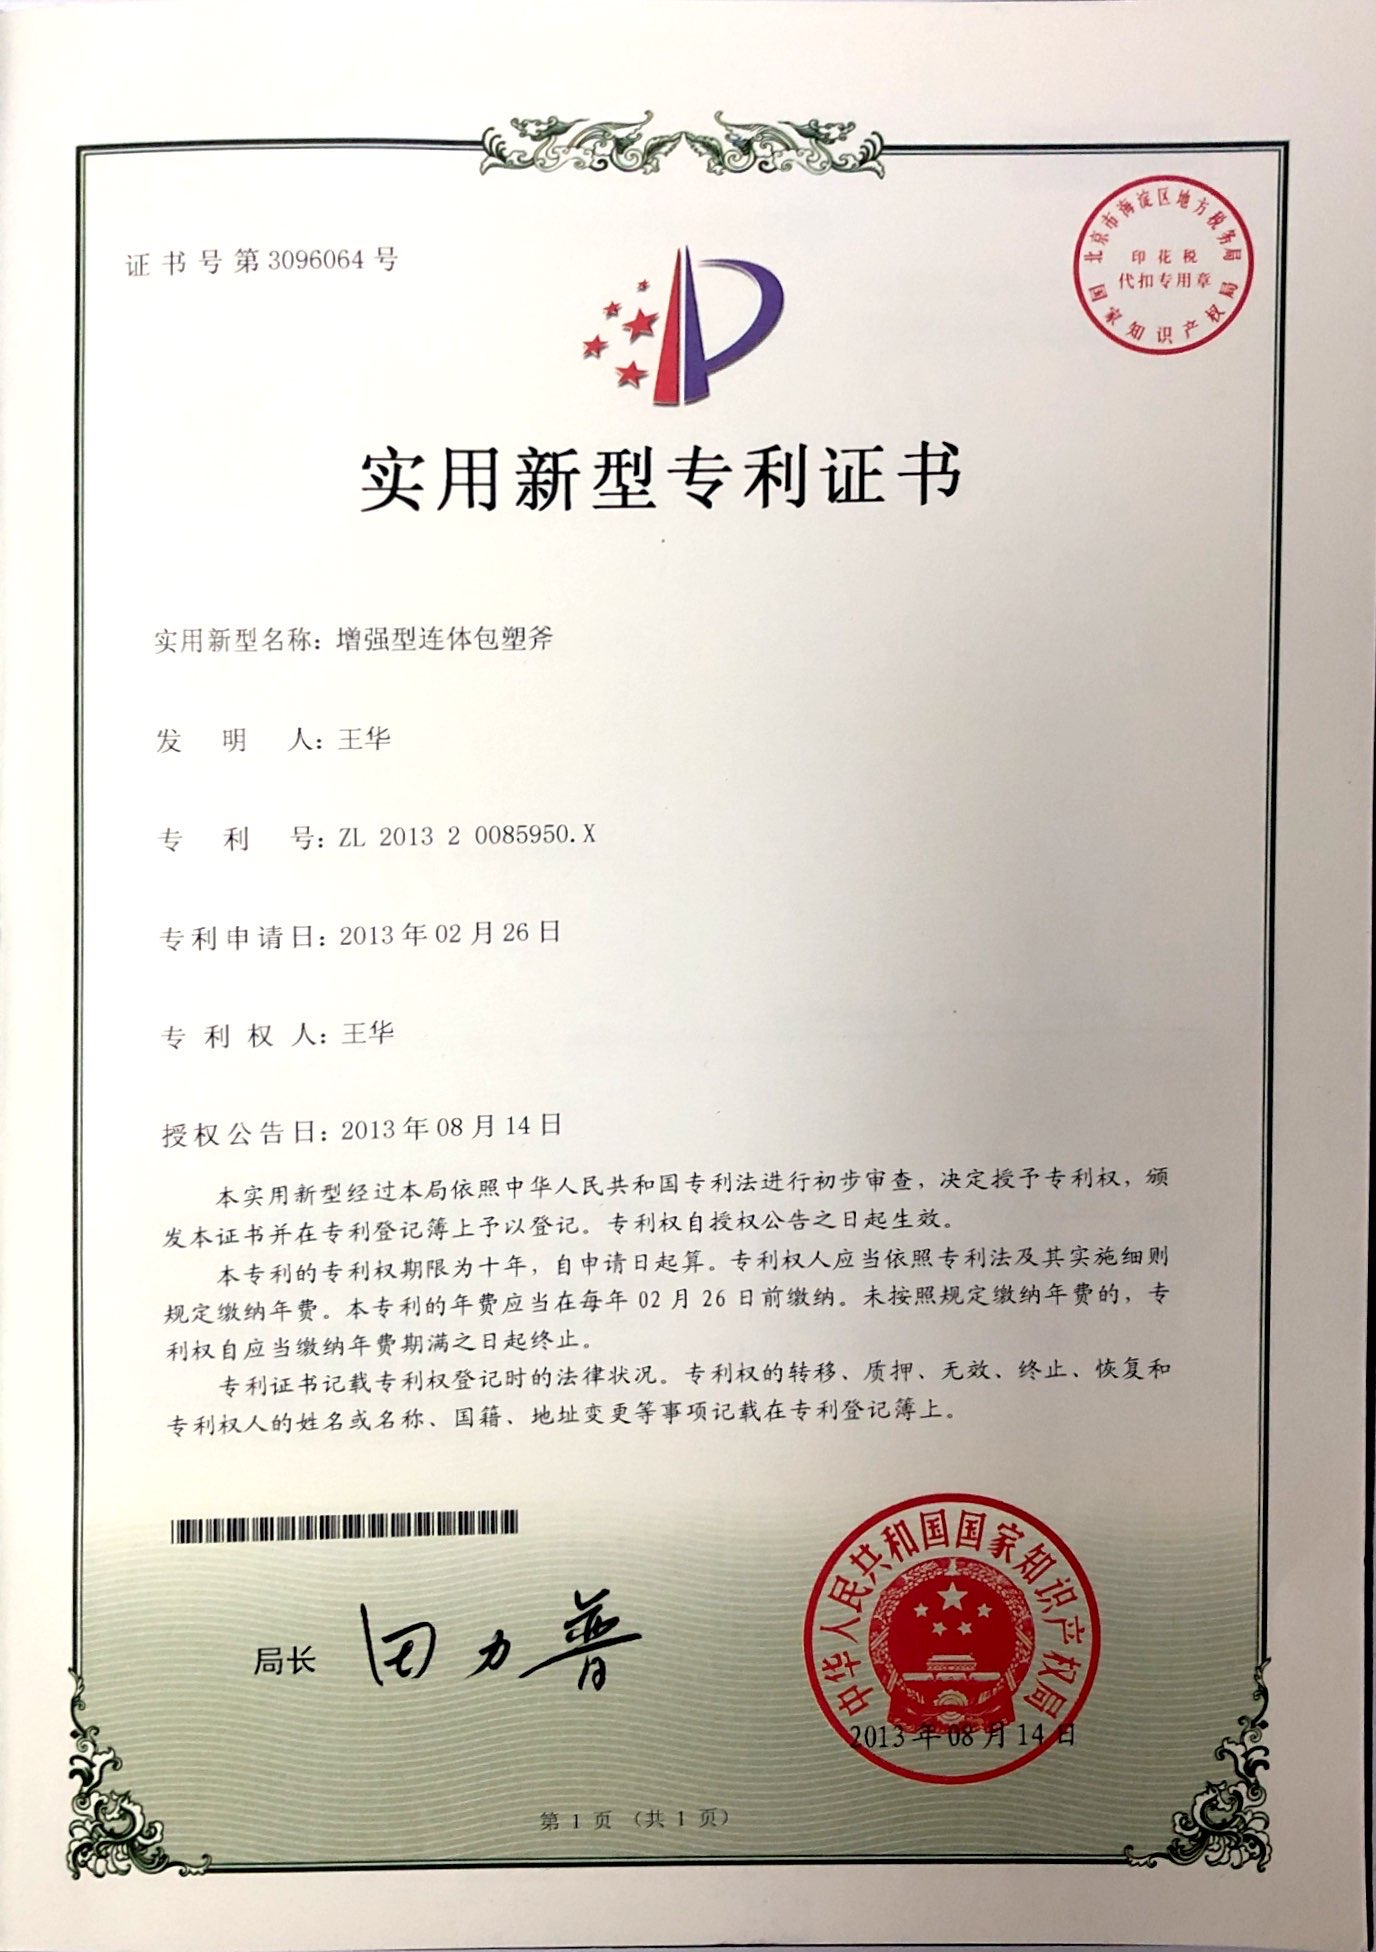 证书号第3096064号
北京市海淀区地方税务局
印花税
代扣专用章
国家知识产权局
实用新型专利证书
实用新型名称：增强型连体包塑斧
发明人：王华
专利号：ZL 2013 2 0085950.X
专利申请日：2013年02月26日
专利权人：王华
授权公告日：2013年08月14日
本实用新型经过本局依照中华人民共和国专利法进行初步审查，决定授予专利权，颁
发本证书并在专利登记簿上予以登记。专利权自授权公告之日起生效。
本专利的专利权期限为十年，自申请日起算。专利权人应当依照专利法及其实施细则
规定缴纳年费。本专利的年费应当在每年02月26日前缴纳。未按照规定缴纳年费的，专
利权自应当缴纳年费期满之日起终止。
专利证书记载专利权登记时的法律状况。专利权的转移、质押、无效、终止、恢复和
专利权人的姓名或名称、国籍、地址变更等事项记载在专利登记簿上。
局长 田力普
中华人民共和国国家知识产权局
2013年08月14日
第1页（共1页）